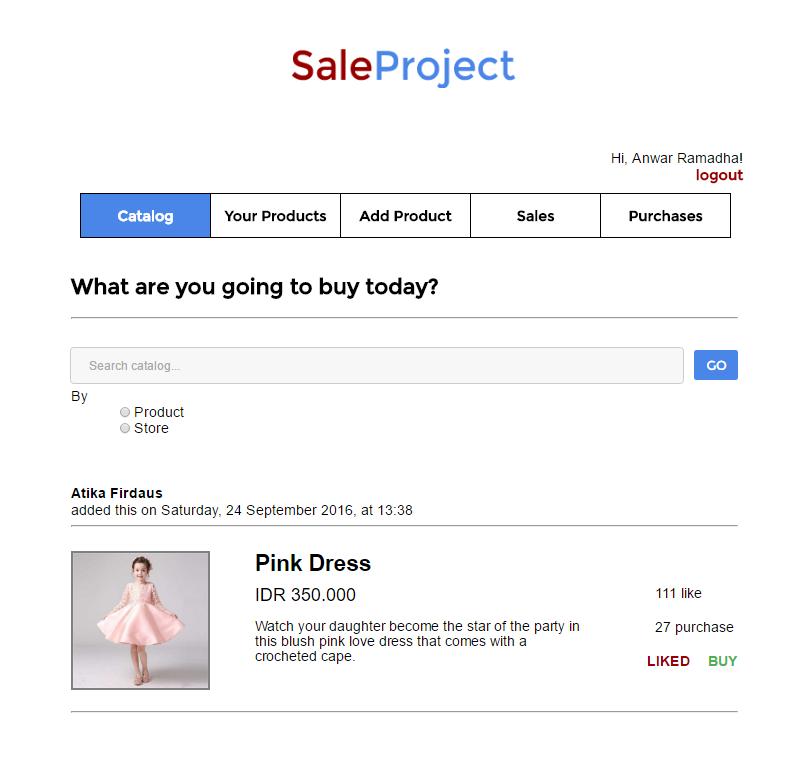 SaleProject
Hi, Anwar Ramadha!
logout
Catalog
Your Products
Add Product
Sales
Purchases
What are you going to buy today?
Search catalog...
GO
By
Product
Store
Atika Firdaus
added this on Saturday, 24 September 2016, at 13:38
Pink Dress
IDR 350.000
Watch your daughter become the star of the party in
this blush pink love dress that comes with a
crocheted cape.
111 like
27 purchase
LIKED
BUY